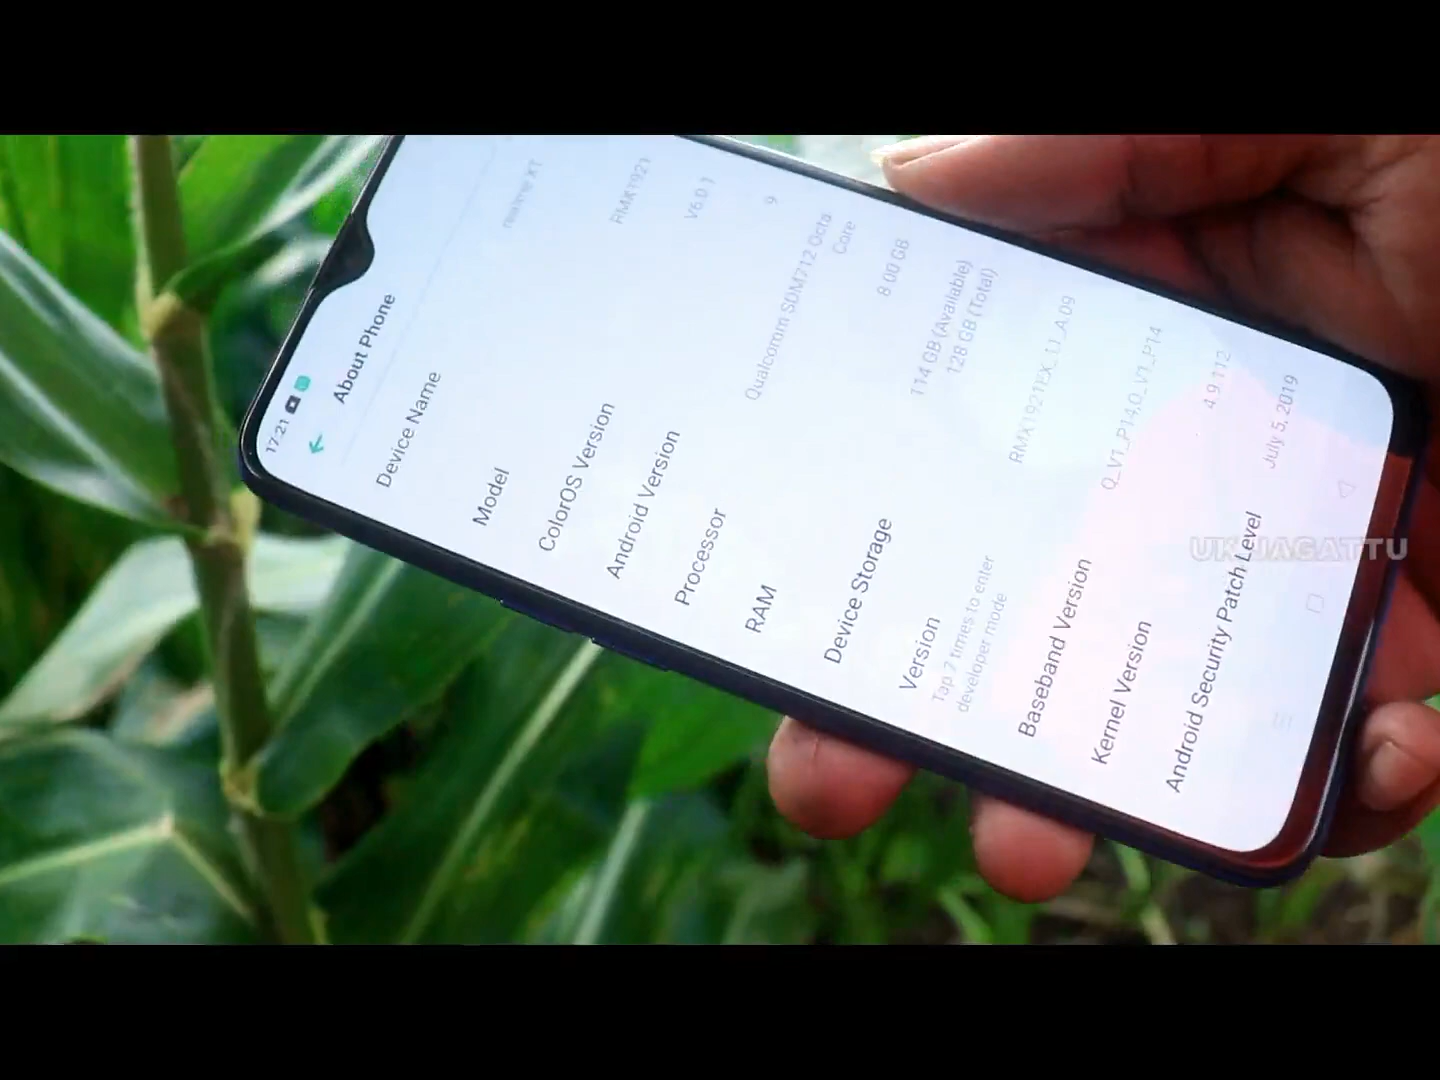 17:21
About Phone
Device Name
realme XT
Model
RMX1921
ColorOS Version
V6.0.1
Android Version
9
Processor
Qualcomm SDM712 Octa
Core
RAM
8.00 GB
Device Storage
114 GB (Available)
128 GB (Total)
Version
Tap 7 times to enter
developer mode
RMX1921EX_11_A.09
Baseband Version
Q_V1_P14,Q_V1_P14
Kernel Version
4.9.112
Android Security Patch Level
July 5, 2019
UK JAGATTU